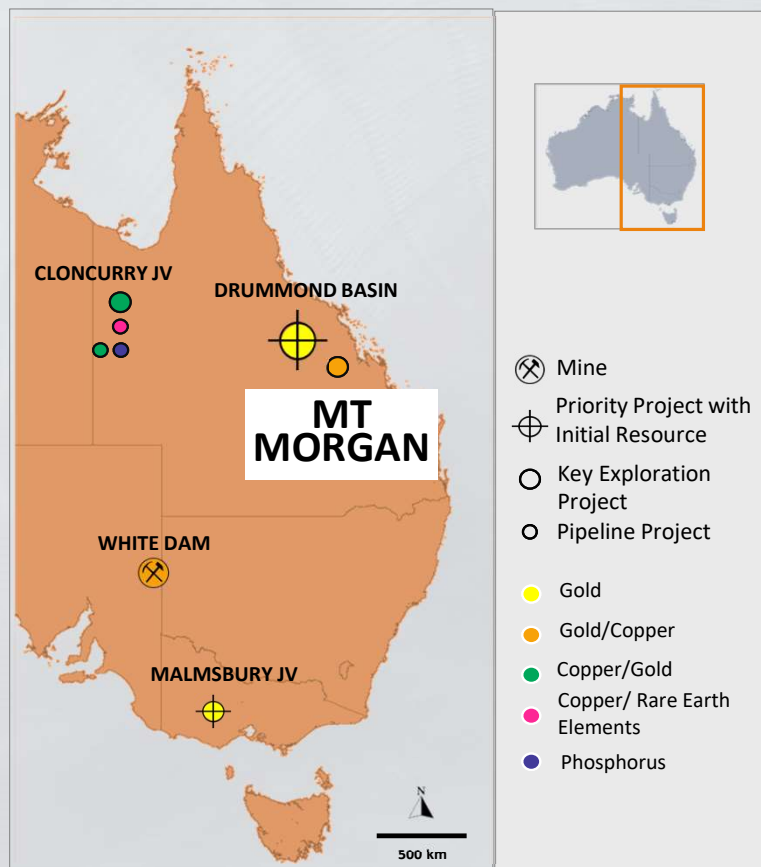 CLONCURRY JV
DRUMMOND BASIN
MT
MORGAN
WHITE DAM
MALMSBURY JV
N
500 km
Mine
Priority Project with
Initial Resource
Key Exploration
Project
Pipeline Project
Gold
Gold/Copper
Copper/Gold
Copper/ Rare Earth
Elements
Phosphorus